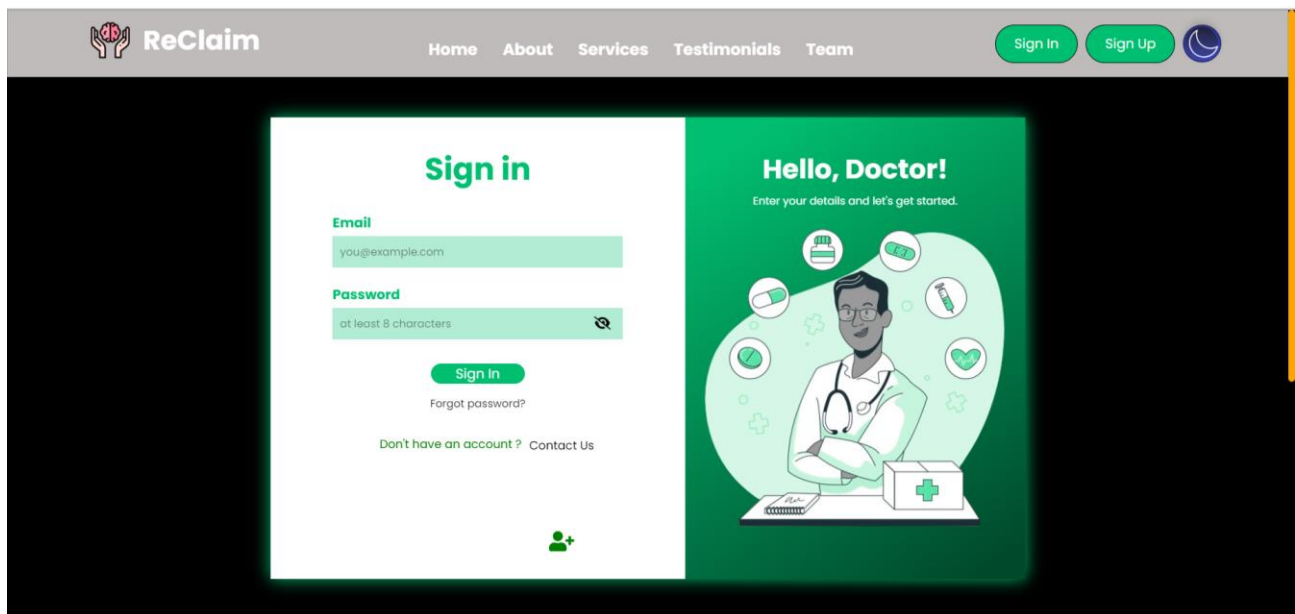 ReClaim
Home About Services Testimonials Team
Sign In Sign Up
Sign in
Email
you@example.com
Password
at least 8 characters
Sign In
Forgot password?
Don't have an account ? Contact Us
Hello, Doctor!
Enter your details and let's get started.